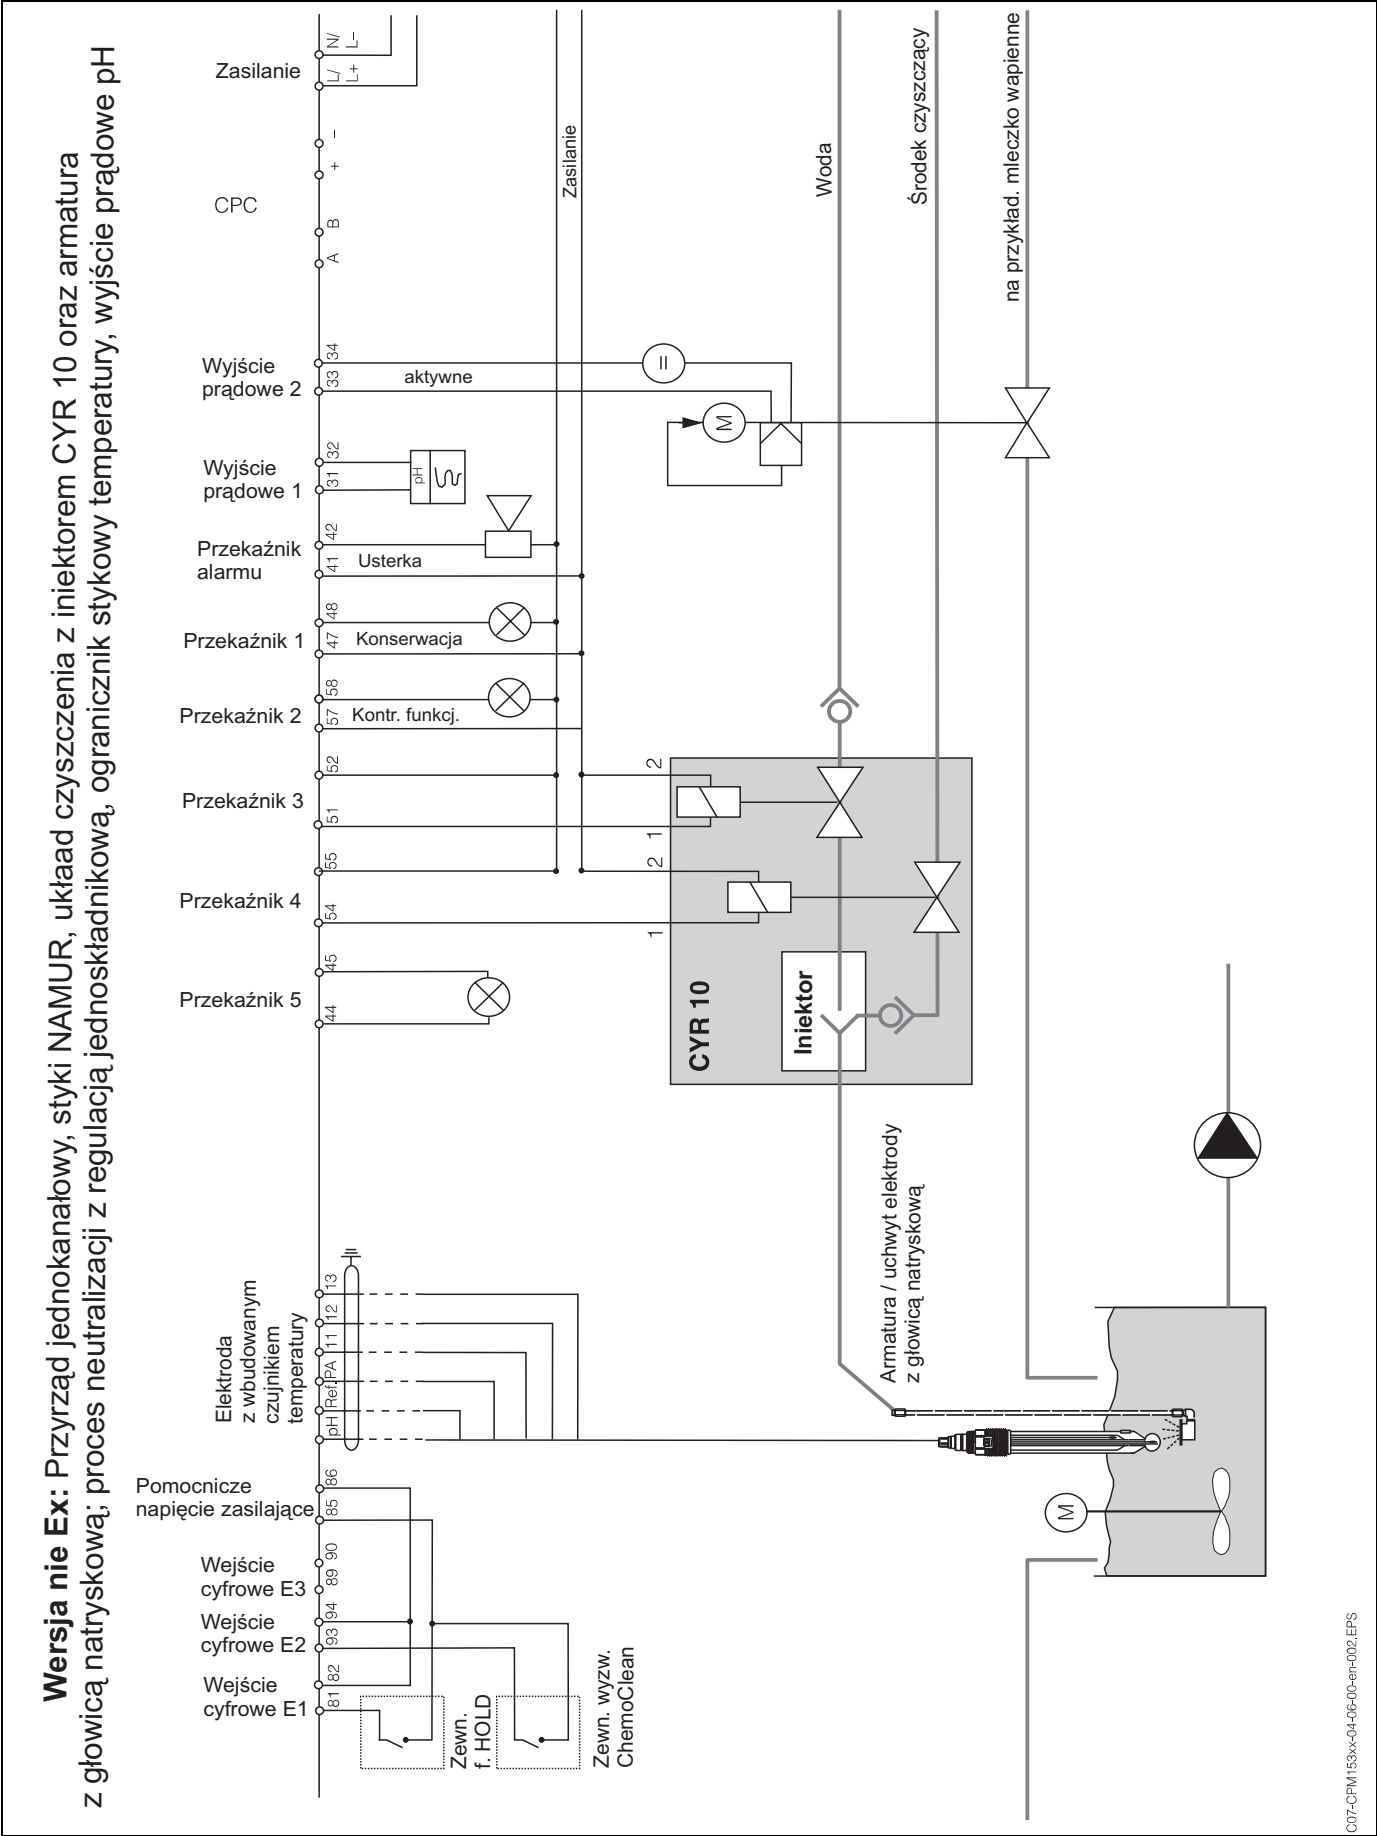 Wersja nie Ex: Przyrząd jednokanałowy, styki NAMUR, układ czyszczenia z iniektorem CYR 10 oraz armatura
z głowicą natryskową; proces neutralizacji z regulacją jednoskładnikową, ogranicznik stykowy temperatury, wyjście prądowe pH
Zasilanie
N/
L–
L/
L+
CPC
–
+
B
A
Wyjście
prądowe 2
34
33
aktywne
Wyjście
prądowe 1
32
31
pH
Przekaźnik
alarmu
42
41
Usterka
Przekaźnik 1
48
47
Konserwacja
Przekaźnik 2
58
57
Kontr. funkcj.
Przekaźnik 3
52
51
Przekaźnik 4
55
54
Przekaźnik 5
45
44
Elektroda
z wbudowanym
czujnikiem
temperatury
13
12
11
PA
Ref.
pH
Pomocnicze
napięcie zasilające
86
85
Wejście
cyfrowe E3
90
89
Wejście
cyfrowe E2
94
93
Wejście
cyfrowe E1
82
81
Zewn.
f. HOLD
Zewn. wyzw.
ChemoClean
Zasilanie
=
M
2
1
2
1
CYR 10
Iniektor
Woda
Środek czyszczący
na przykład. mleczko wapienne
Armatura / uchwyt elektrody
z głowicą natryskową
M
C07-CPM153xx-04-06-00-en-002.EPS